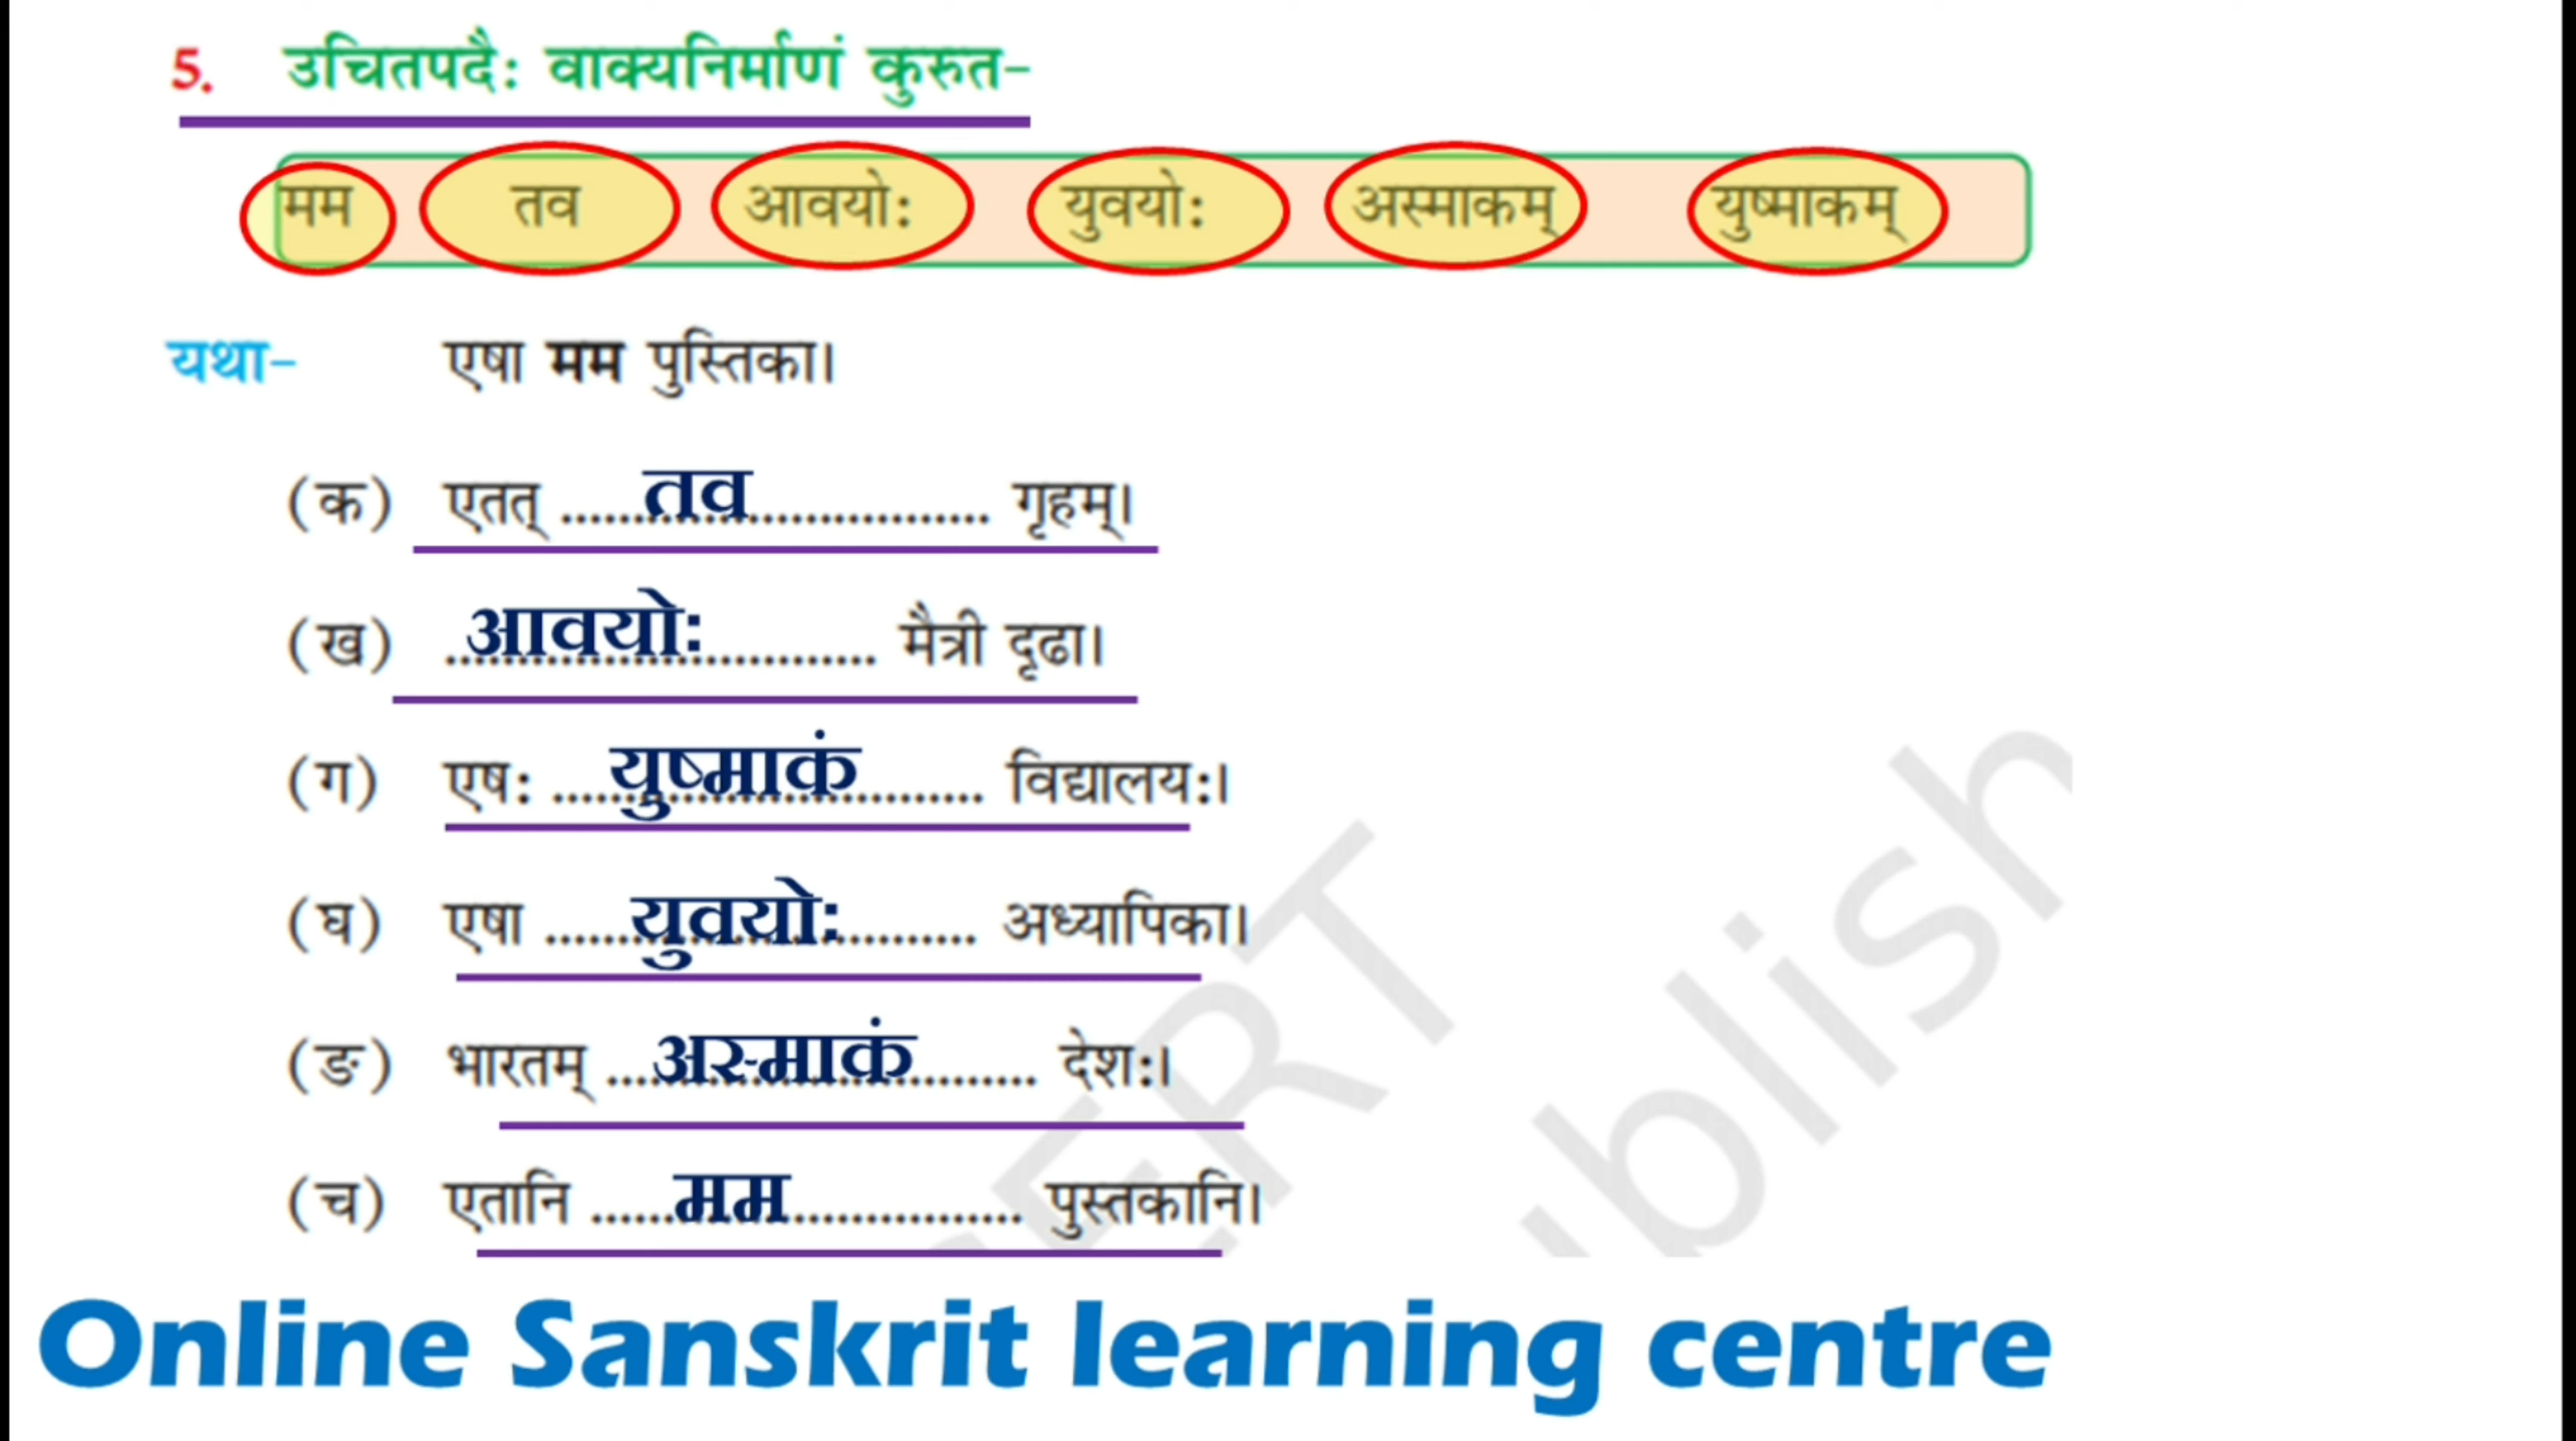 5. उचितपदैः वाक्यनिर्माणं कुरुत-
मम तव आवयोः युवयोः अस्माकम् युष्माकम्
यथा- एषा मम पुस्तिका।
(क) एतत् .....तव..... गृहम्।
(ख) .....आवयोः..... मैत्री दृढा।
(ग) एषः .....युष्माकं..... विद्यालयः।
(घ) एषा .....युवयोः..... अध्यापिका।
(ङ) भारतम् .....अस्माकं..... देशः।
(च) एतानि .....मम..... पुस्तकानि।
Online Sanskrit learning centre